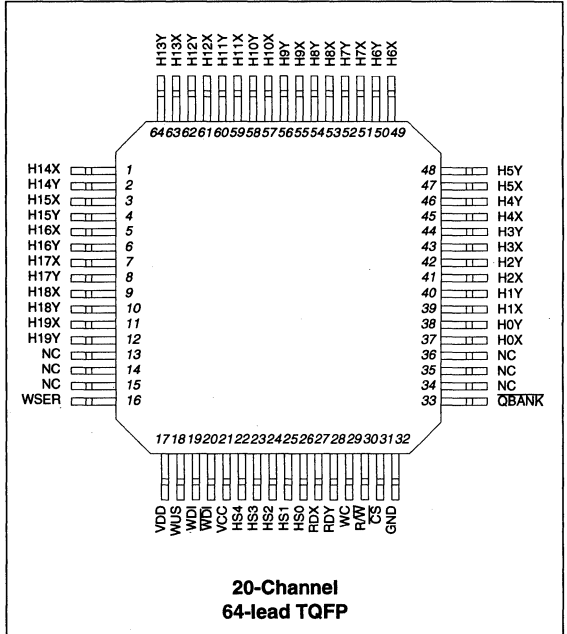 H13Y H13X H12Y H12X H11Y H11X H10Y H10X H9Y H9X H8Y H8X H7Y H7X H6Y H6X
64 63 62 61 60 59 58 57 56 55 54 53 52 51 50 49
H14X 1
H14Y 2
H15X 3
H15Y 4
H16X 5
H16Y 6
H17X 7
H17Y 8
H18X 9
H18Y 10
H19X 11
H19Y 12
NC 13
NC 14
NC 15
WSER 16
48 H5Y
47 H5X
46 H4Y
45 H4X
44 H3Y
43 H3X
42 H2Y
41 H2X
40 H1Y
39 H1X
38 H0Y
37 H0X
36 NC
35 NC
34 NC
33 Q̅B̅A̅N̅K̅
17 18 19 20 21 22 23 24 25 26 27 28 29 30 31 32
VDD WUS WDI W̅D̅I̅ VCC HS4 HS3 HS2 HS1 HS0 RDX RDY WC R/W̅ C̅S̅ GND
20-Channel
64-lead TQFP